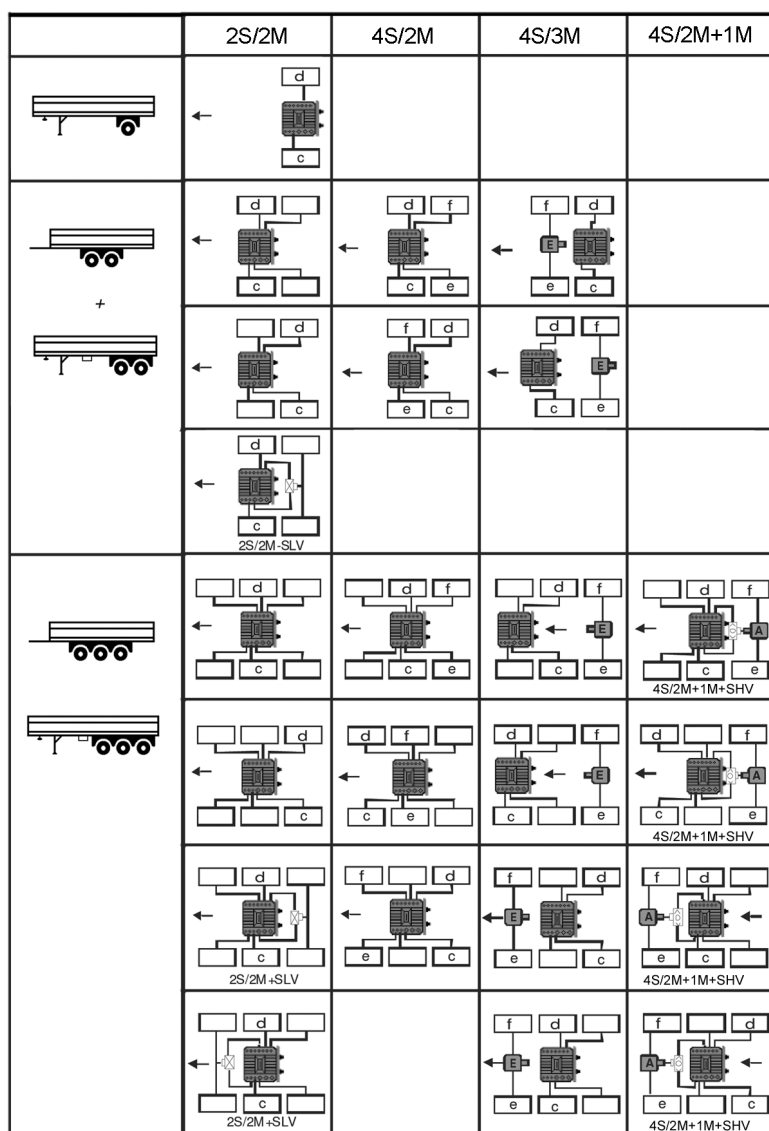 2S/2M 4S/2M 4S/3M 4S/2M+1M
d
c
d d f f d
E
c c e e c
+
d f d d f
E
c e c c e
d
c
2S/2M-SLV
d d f d f d f
E A
c c e c e c e
4S/2M+1M+SHV
d d f d f d f
E A
c c e c e c e
4S/2M+1M+SHV
d f d f d f d
E A
c e c e c e c
2S/2M+SLV 4S/2M+1M+SHV
d f d f d
E A
c e c e c
2S/2M+SLV 4S/2M+1M+SHV